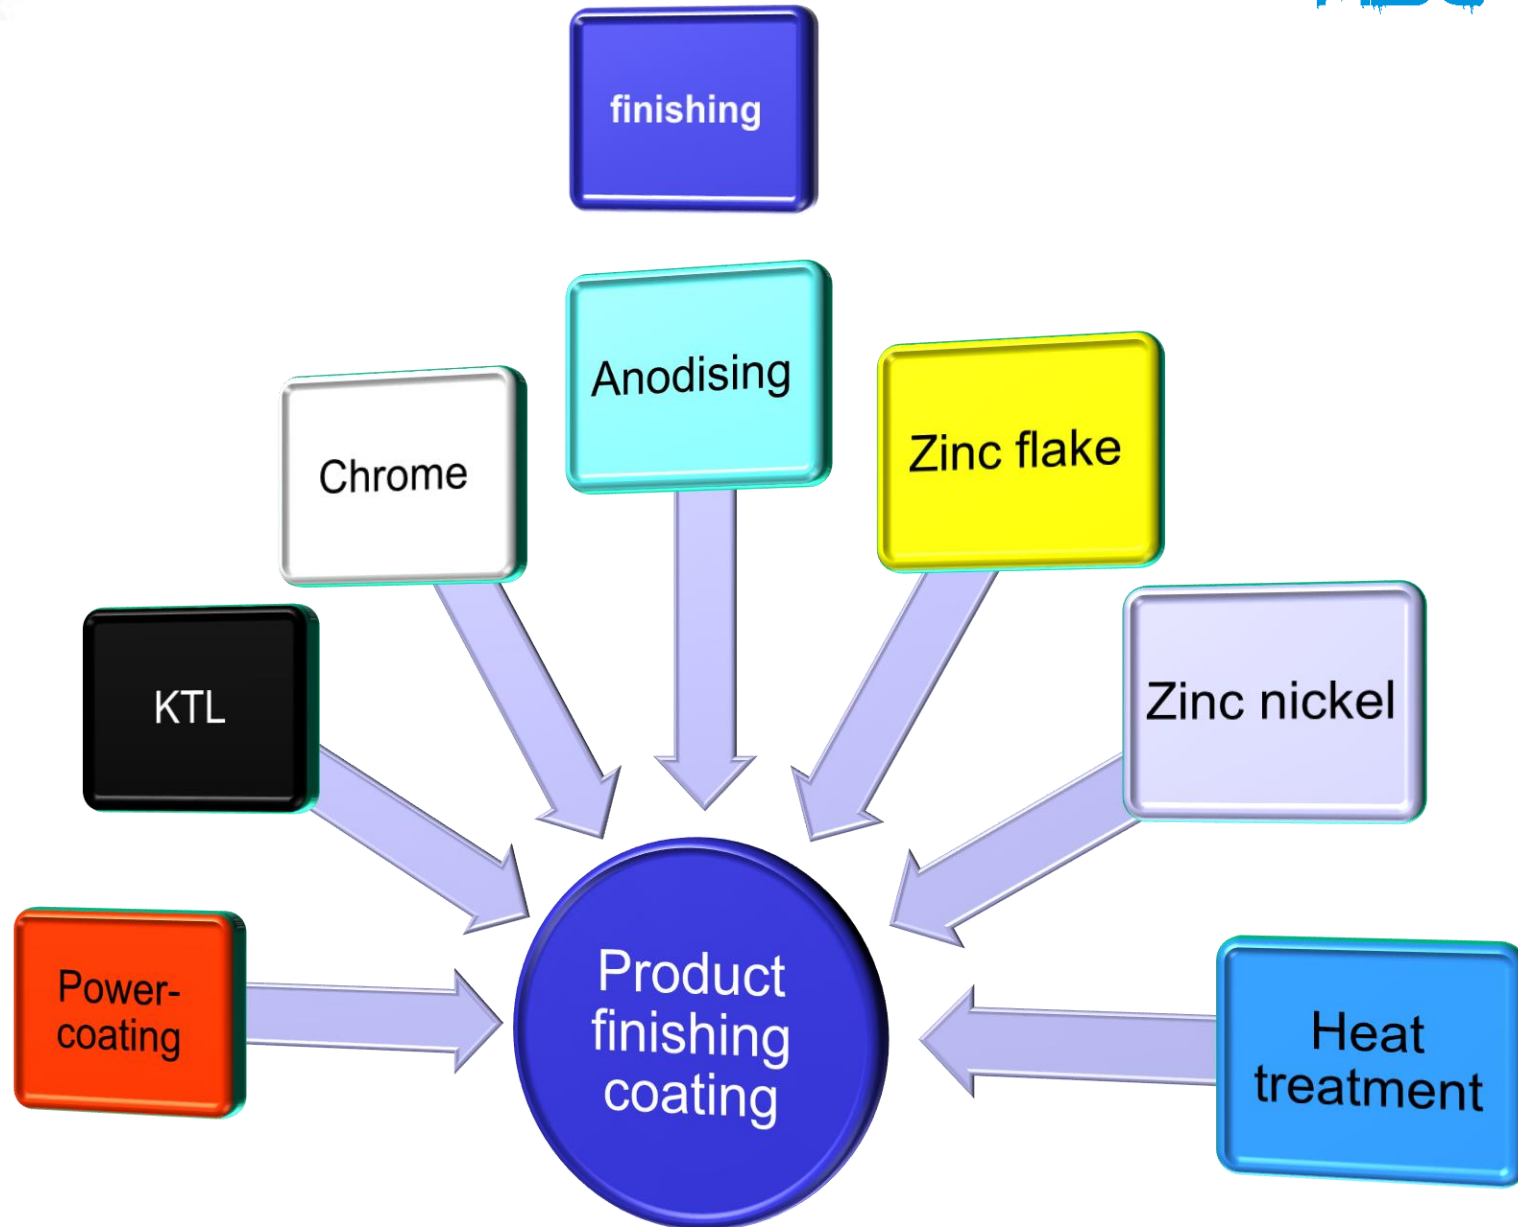 finishing
Anodising
Zinc flake
Chrome
Zinc nickel
KTL
Power-
coating
Product
finishing
coating
Heat
treatment